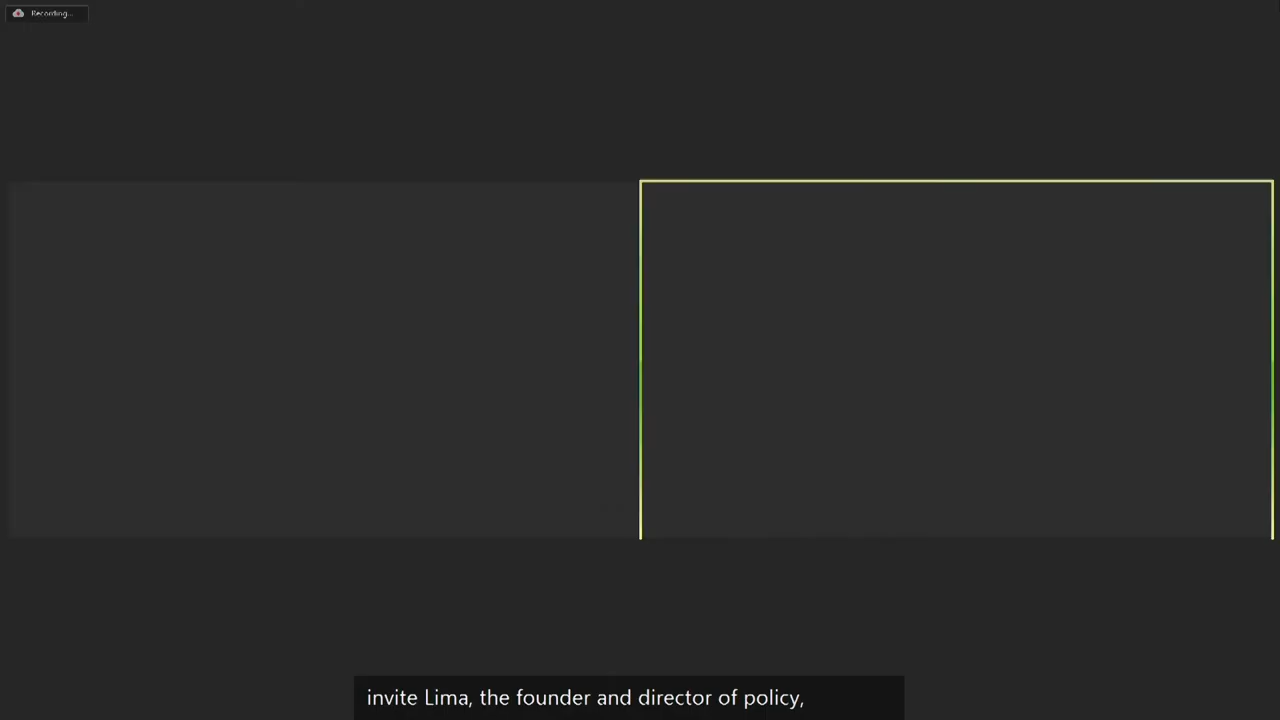 Recording...
invite Lima, the founder and director of policy,